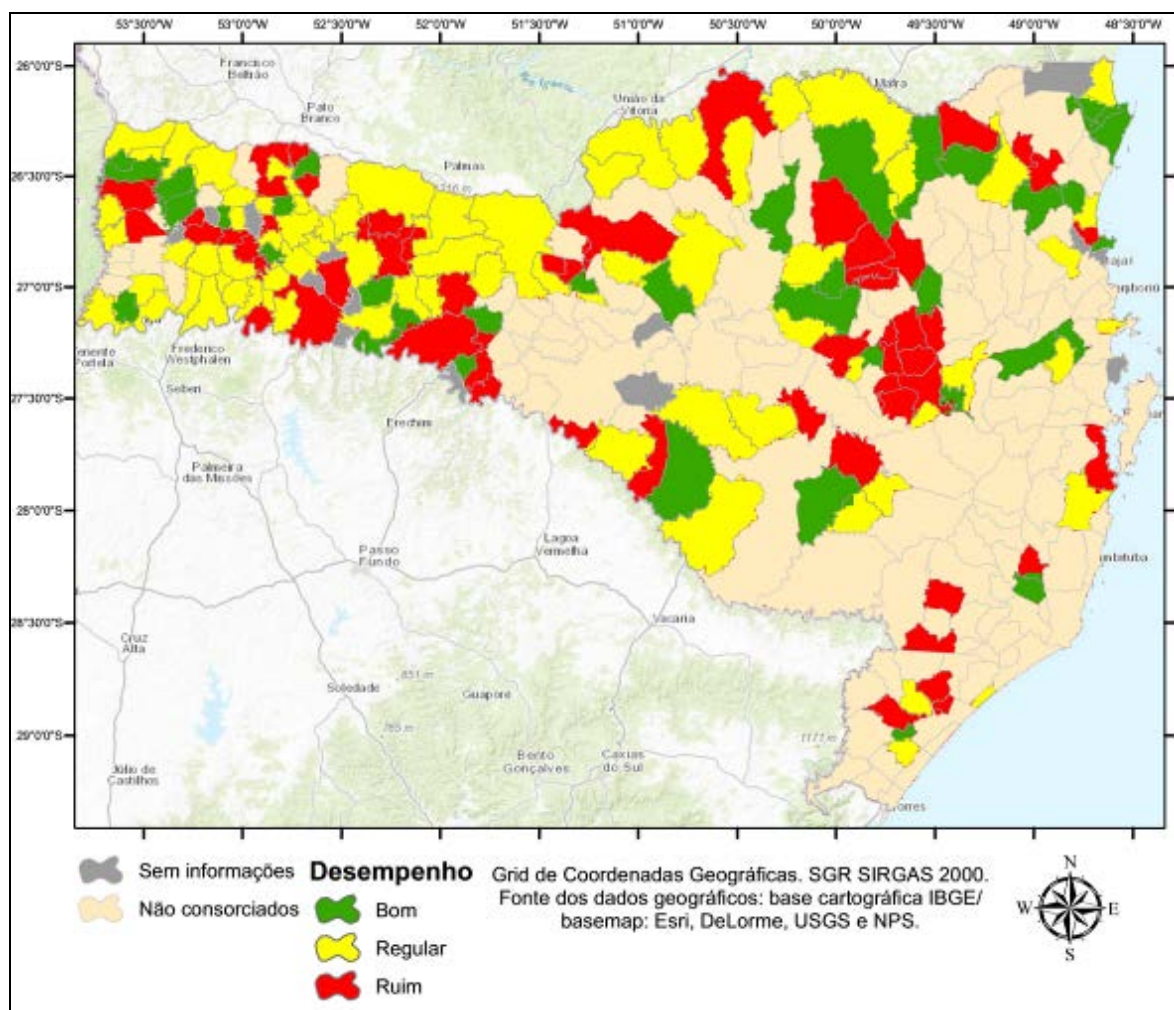 53°30'0"W 53°0'0"W 52°30'0"W 52°0'0"W 51°30'0"W 51°0'0"W 50°30'0"W 50°0'0"W 49°30'0"W 49°0'0"W 48°30'0"W
26°0'0"S
26°30'0"S
27°0'0"S
27°30'0"S
28°0'0"S
28°30'0"S
29°0'0"S
Francisco
Beltrão
Pato
Branco
Rio Iguaçu
União da
Vitoria
Mafra
Palmas
Frederico
Westphalen
Seberi
Erechim
Palmeira
das Missões
Passo
Fundo
Lagoa
Vermelha
Vacaria
Cruz
Alta
Soledade
Guaporé
Bento
Gonçalves
Caxias
do Sul
Júlio de
Castilhos
Sem informações
Não consorciados
Desempenho
Bom
Regular
Ruim
Grid de Coordenadas Geográficas. SGR SIRGAS 2000.
Fonte dos dados geográficos: base cartográfica IBGE/
basemap: Esri, DeLorme, USGS e NPS.
N
W E
S